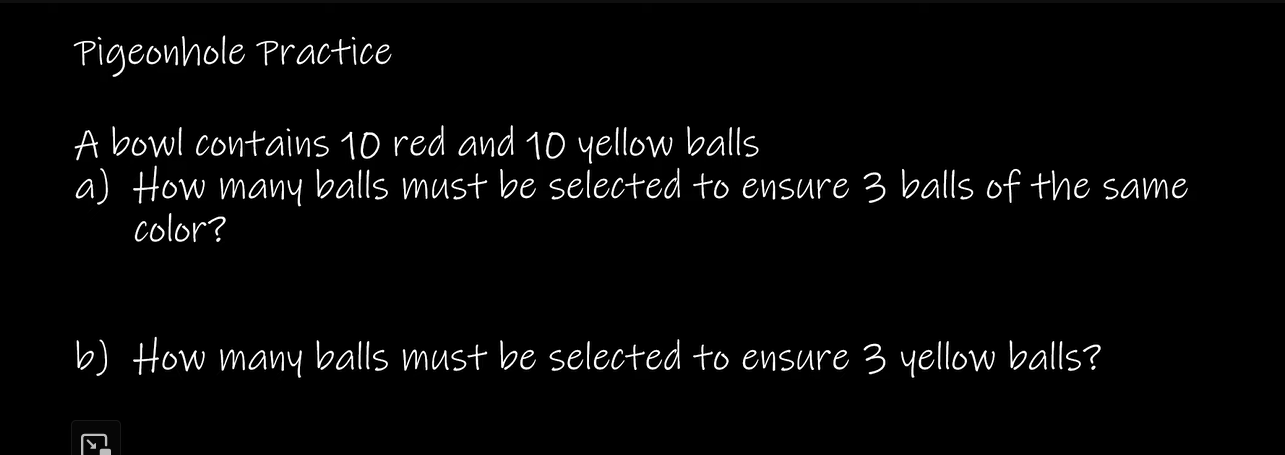 Pigeonhole Practice
A bowl contains 10 red and 10 yellow balls
a) How many balls must be selected to ensure 3 balls of the same
color?
b) How many balls must be selected to ensure 3 yellow balls?